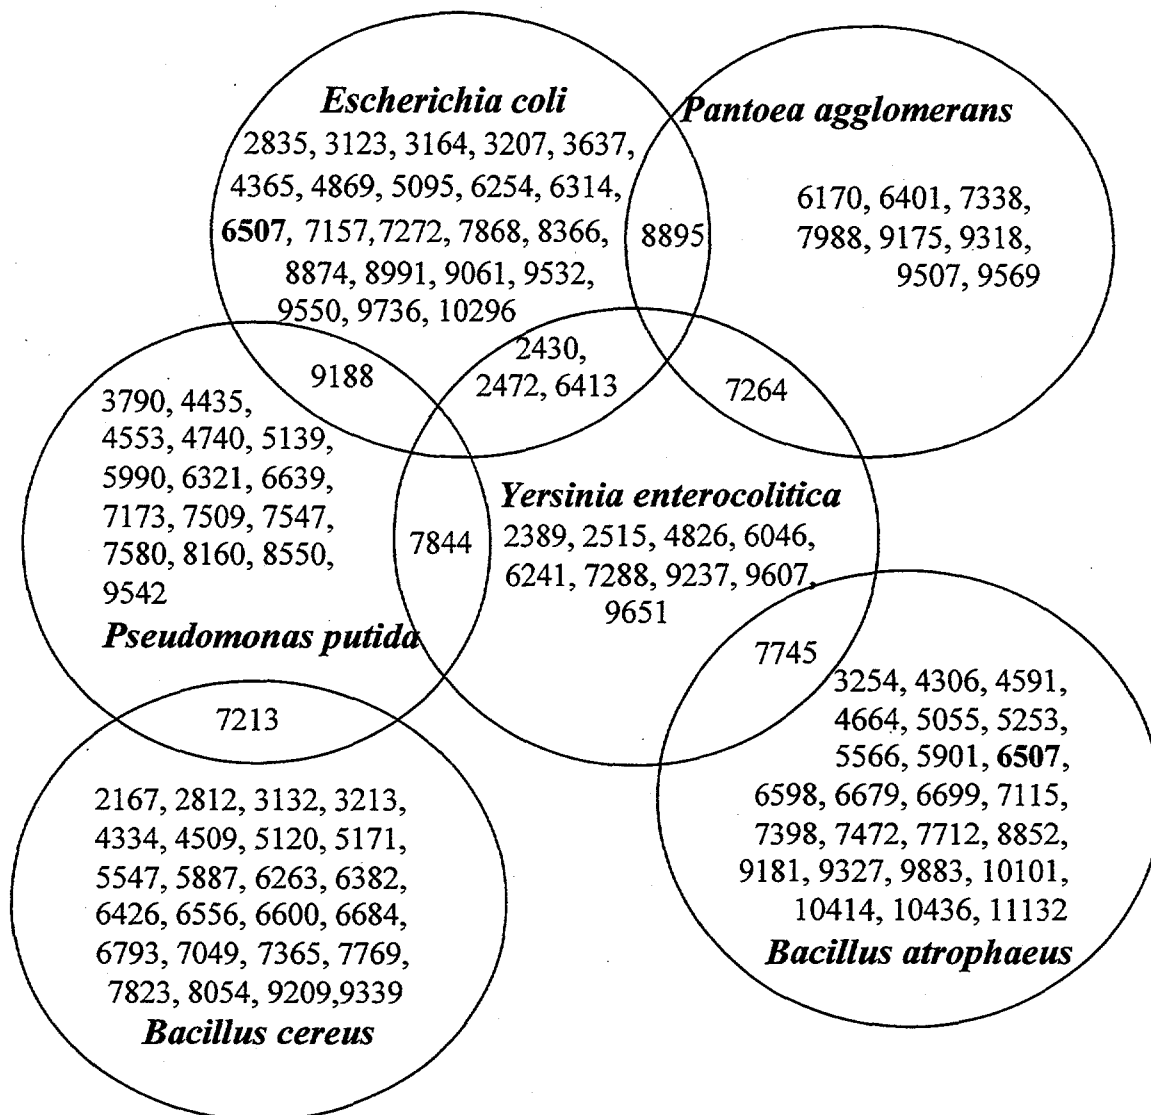 Escherichia coli
2835, 3123, 3164, 3207, 3637,
4365, 4869, 5095, 6254, 6314,
6507, 7157,7272, 7868, 8366,
8874, 8991, 9061, 9532,
9550, 9736, 10296
Pantoea agglomerans
6170, 6401, 7338,
7988, 9175, 9318,
9507, 9569
8895
9188
2430,
2472, 6413
7264
3790, 4435,
4553, 4740, 5139,
5990, 6321, 6639,
7173, 7509, 7547,
7580, 8160, 8550,
9542
Pseudomonas putida
7844
Yersinia enterocolitica
2389, 2515, 4826, 6046,
6241, 7288, 9237, 9607,
9651
7745
3254, 4306, 4591,
4664, 5055, 5253,
5566, 5901, 6507,
6598, 6679, 6699, 7115,
7398, 7472, 7712, 8852,
9181, 9327, 9883, 10101,
10414, 10436, 11132
Bacillus atrophaeus
7213
2167, 2812, 3132, 3213,
4334, 4509, 5120, 5171,
5547, 5887, 6263, 6382,
6426, 6556, 6600, 6684,
6793, 7049, 7365, 7769,
7823, 8054, 9209,9339
Bacillus cereus